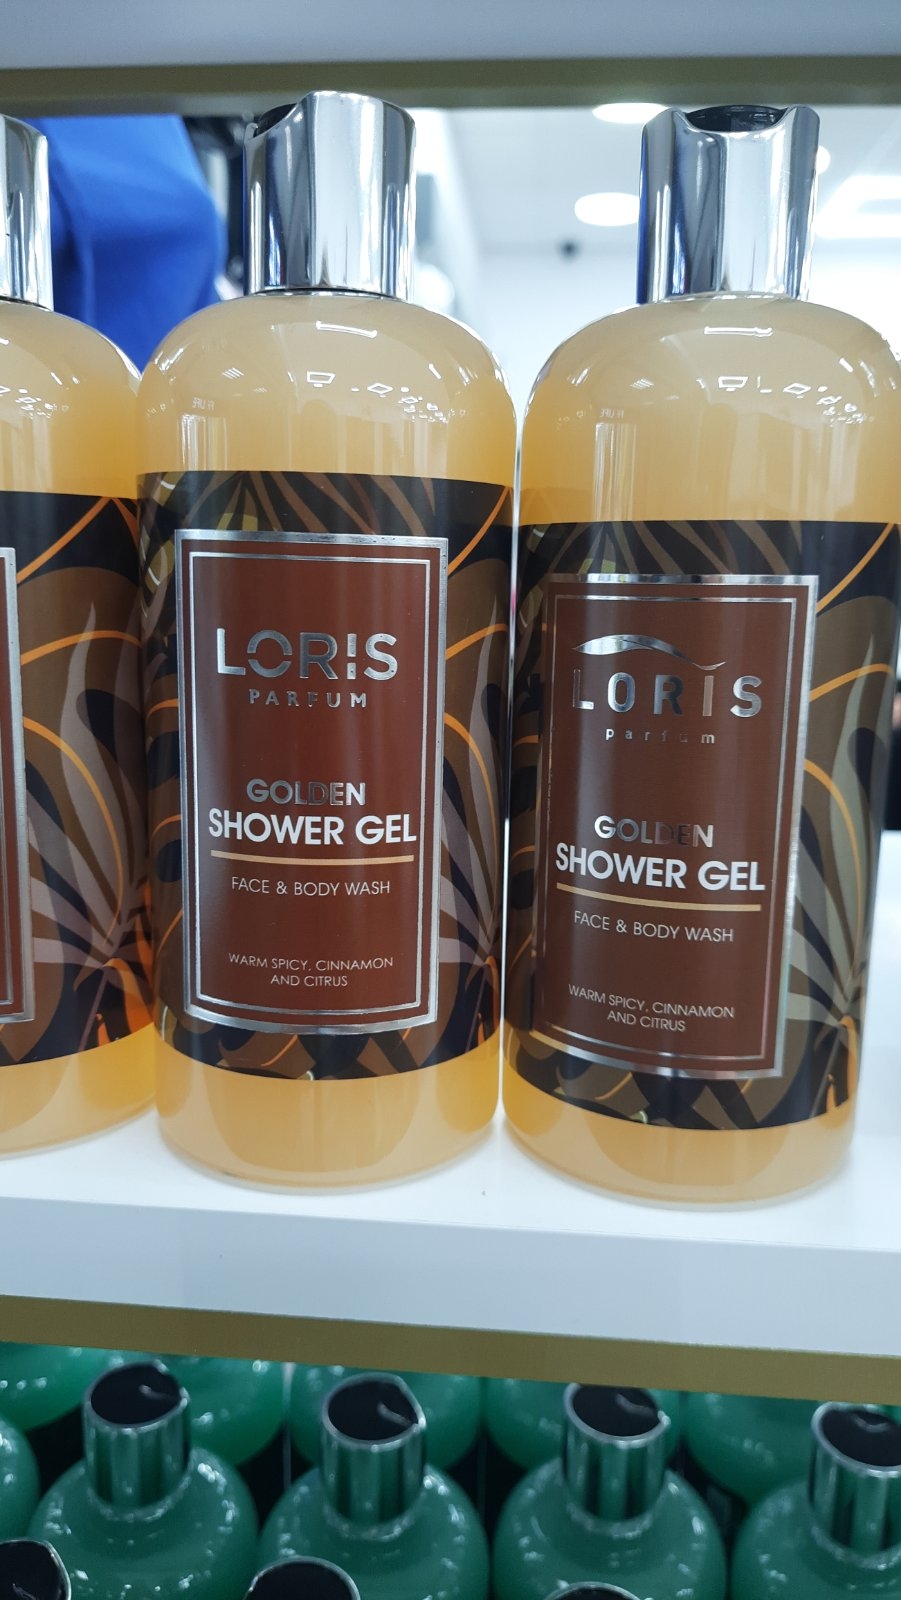 LORIS
PARFUM
GOLDEN
SHOWER GEL
FACE & BODY WASH
WARM SPICY, CINNAMON
AND CITRUS
LORIS
parfum
GOLDEN
SHOWER GEL
FACE & BODY WASH
WARM SPICY, CINNAMON
AND CITRUS